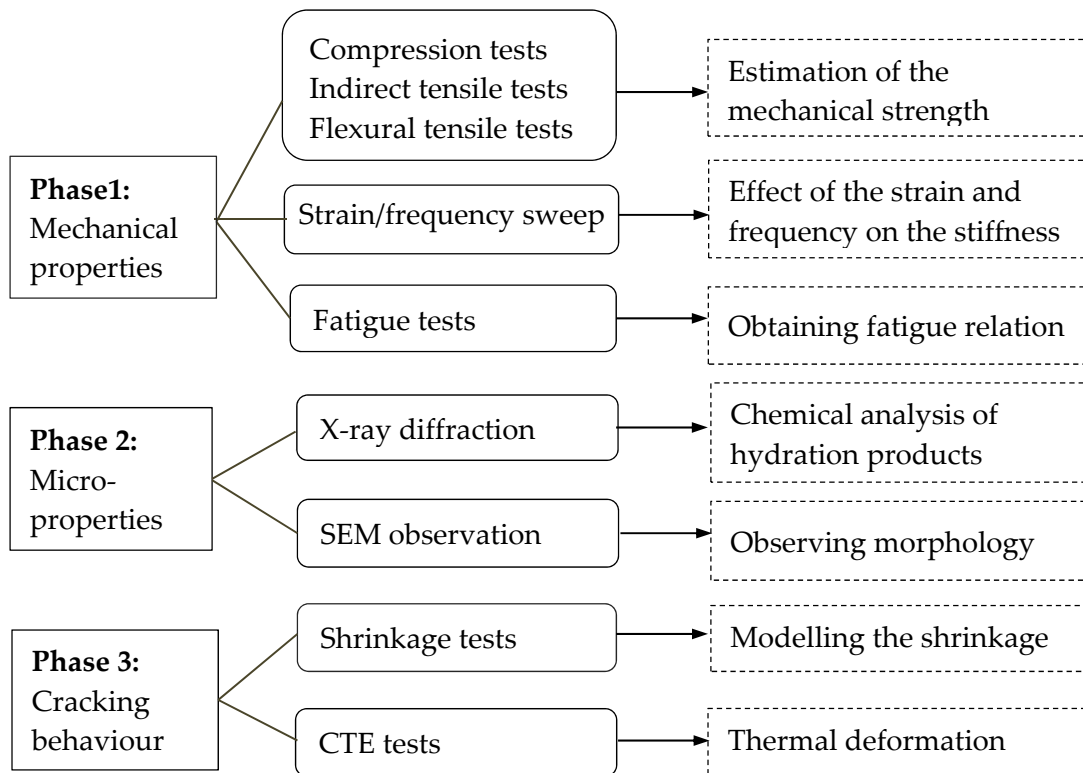 Compression tests
Indirect tensile tests
Flexural tensile tests
Estimation of the
mechanical strength
Phase1:
Mechanical
properties
Strain/frequency sweep
Effect of the strain and
frequency on the stiffness
Fatigue tests
Obtaining fatigue relation
Phase 2:
Micro-
properties
X-ray diffraction
Chemical analysis of
hydration products
SEM observation
Observing morphology
Phase 3:
Cracking
behaviour
Shrinkage tests
Modelling the shrinkage
CTE tests
Thermal deformation